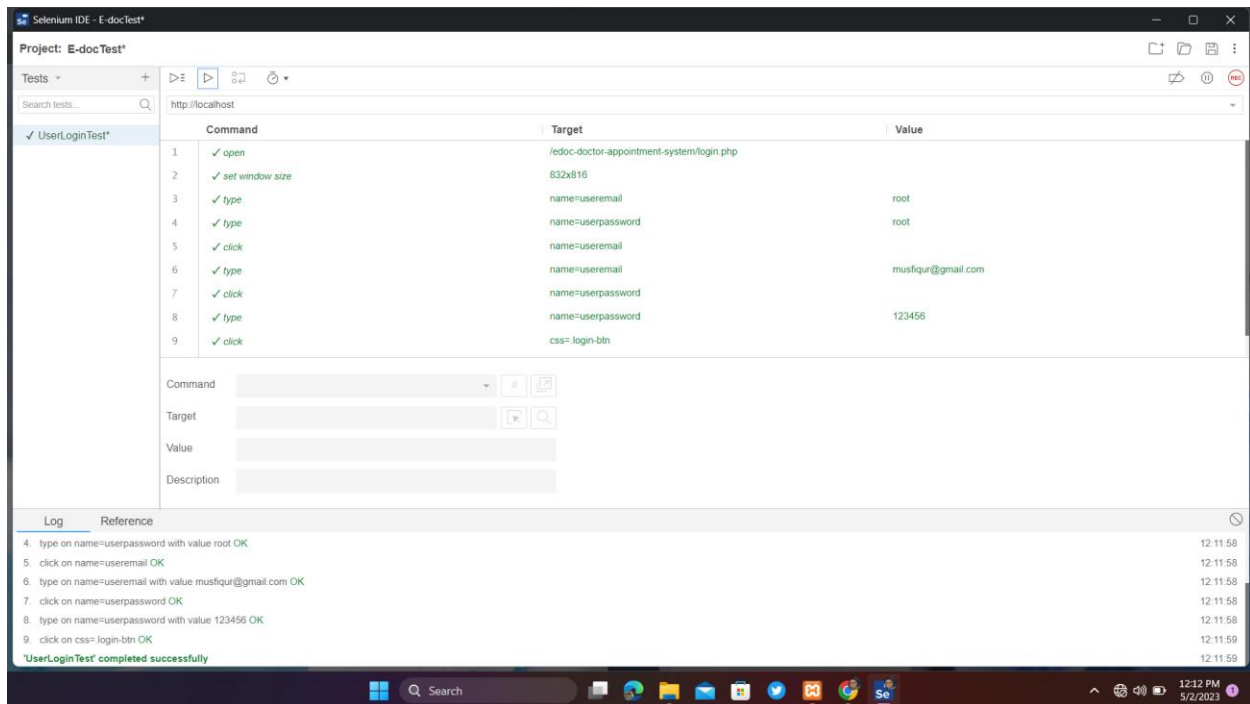 Selenium IDE - E-docTest*
Project: E-docTest*
Tests
Search tests...
http://localhost
✓ UserLoginTest*
Command Target Value
1 ✓ open /edoc-doctor-appointment-system/login.php
2 ✓ set window size 832x816
3 ✓ type name=useremail root
4 ✓ type name=userpassword root
5 ✓ click name=useremail
6 ✓ type name=useremail musfiqur@gmail.com
7 ✓ click name=userpassword
8 ✓ type name=userpassword 123456
9 ✓ click css=.login-btn
Command //
Target
Value
Description
Log Reference
4. type on name=userpassword with value root OK 12:11:58
5. click on name=useremail OK 12:11:58
6. type on name=useremail with value musfiqur@gmail.com OK 12:11:58
7. click on name=userpassword OK 12:11:58
8. type on name=userpassword with value 123456 OK 12:11:58
9. click on css=.login-btn OK 12:11:59
'UserLoginTest' completed successfully 12:11:59
Search
Se
12:12 PM
5/2/2023
1
REC